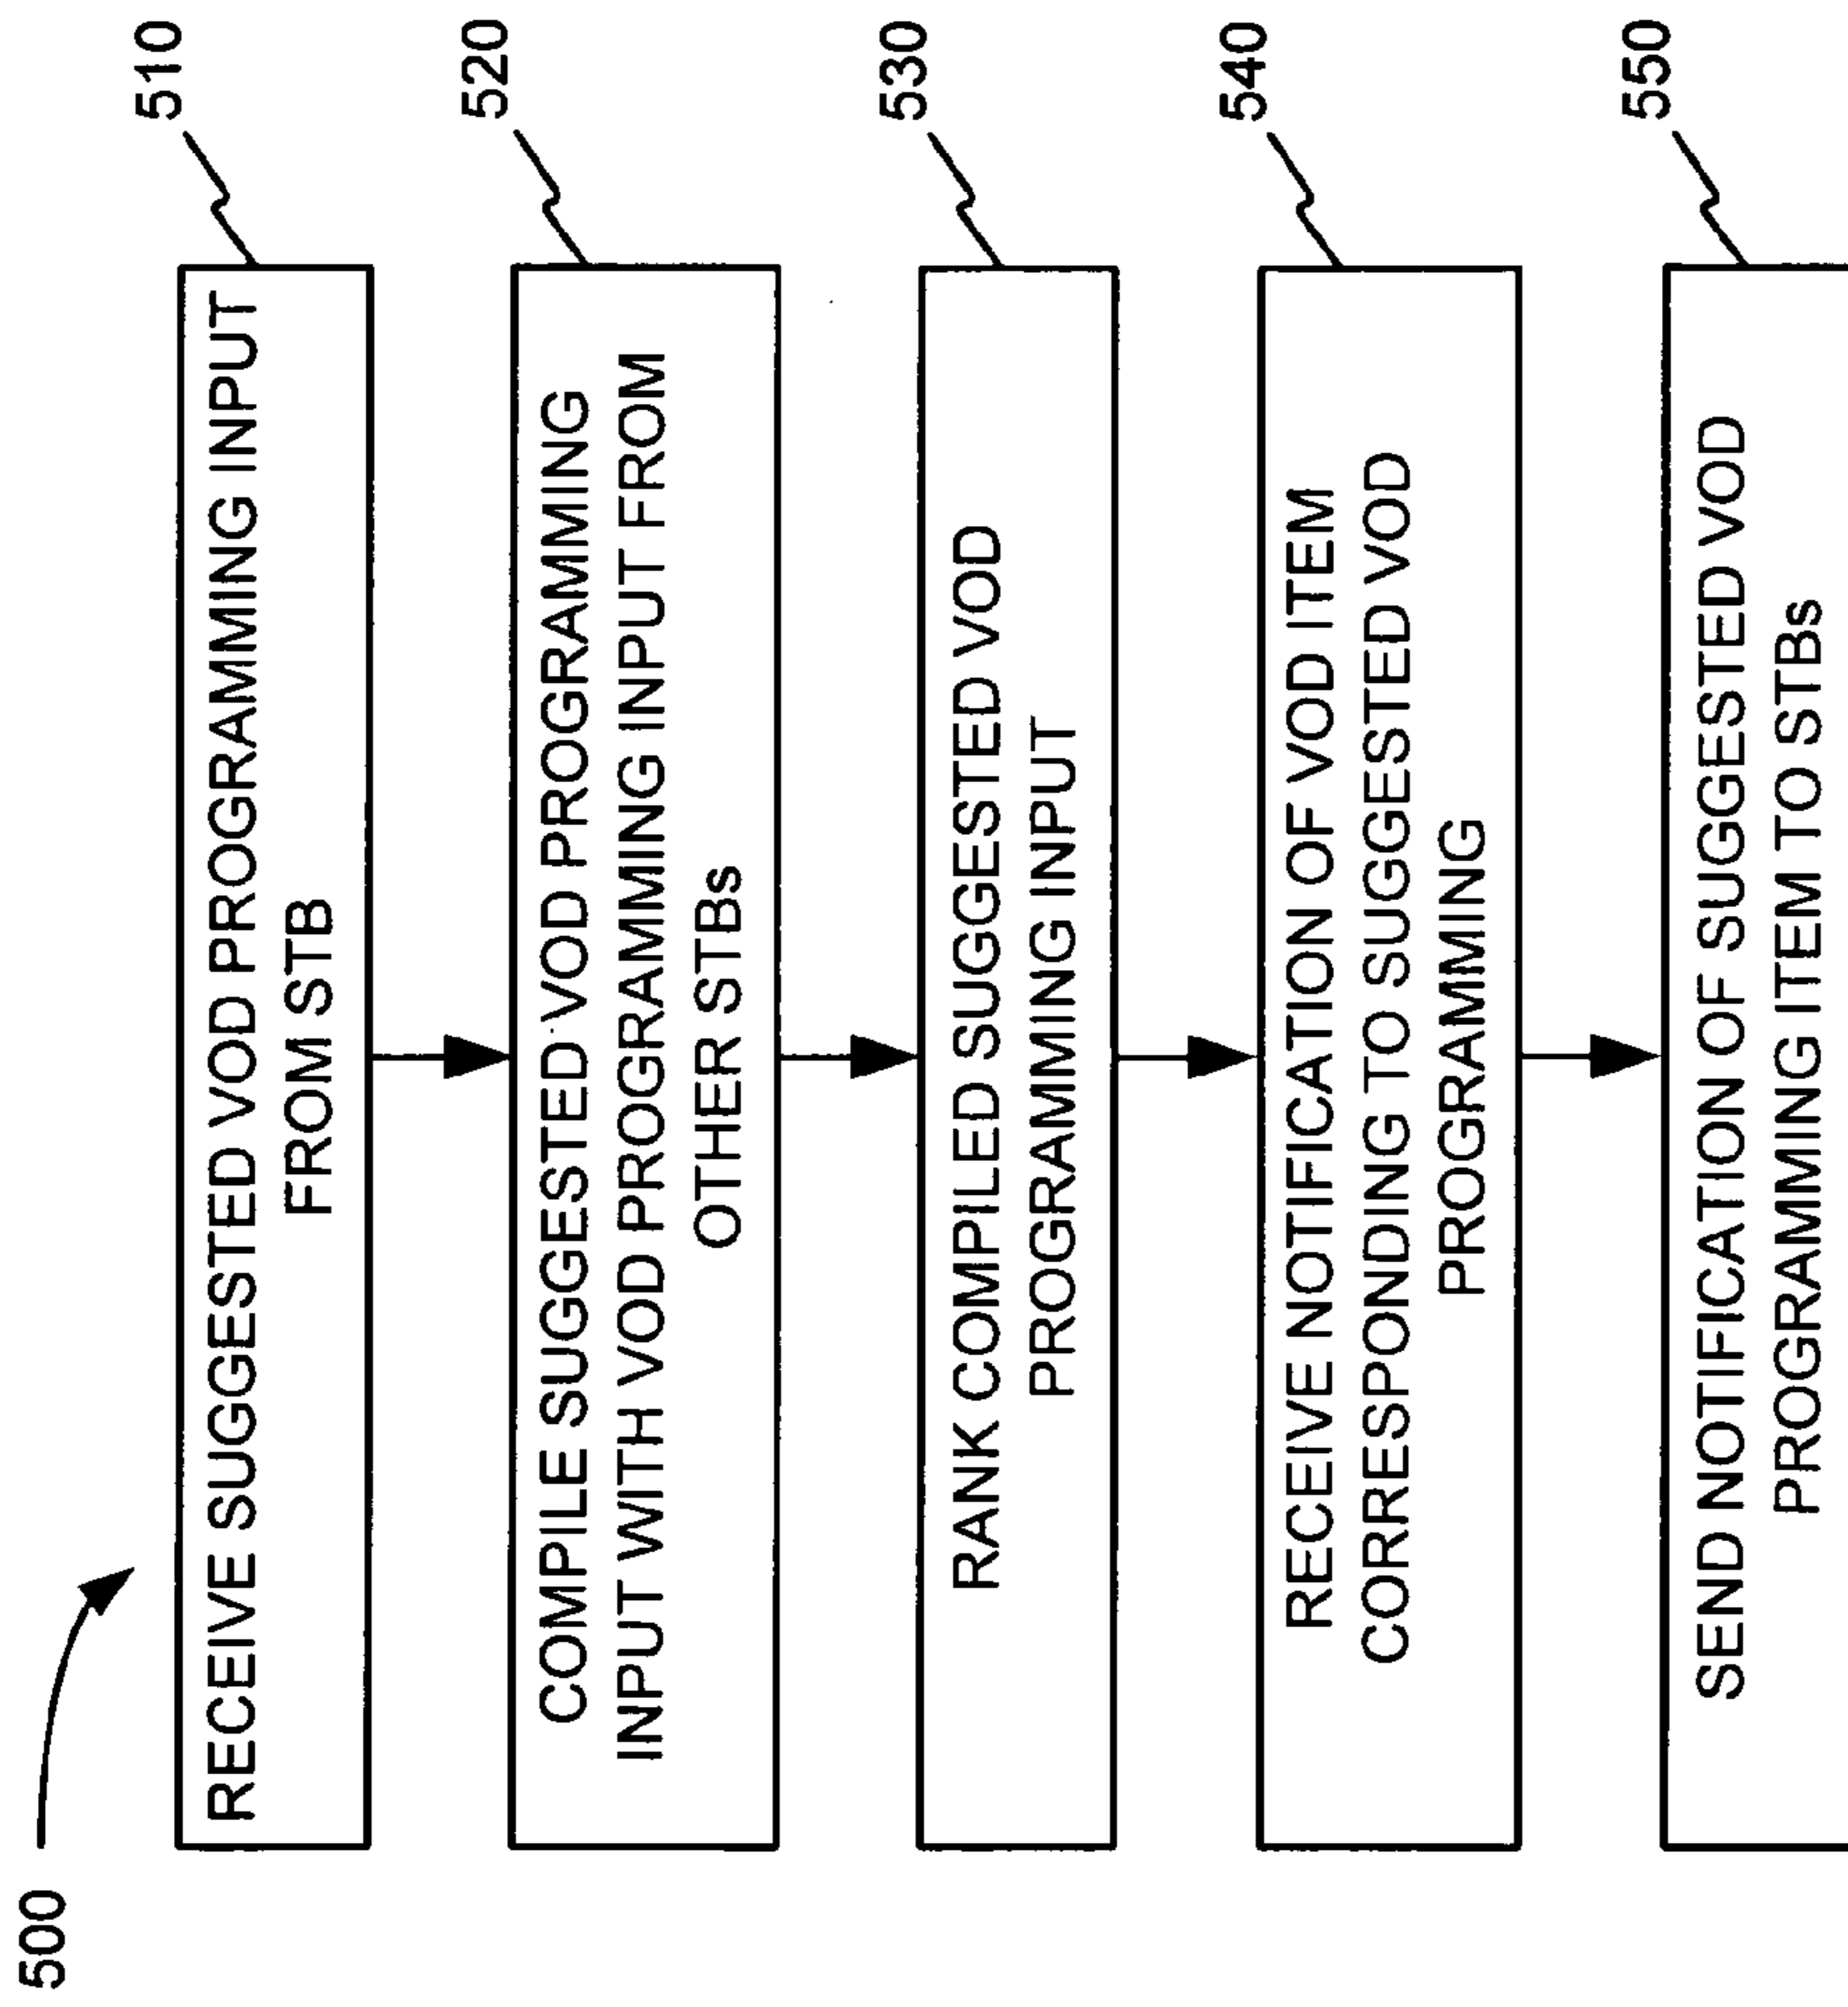 500
RECEIVE SUGGESTED VOD PROGRAMMING INPUT
FROM STB
510
COMPILE SUGGESTED VOD PROGRAMMING
INPUT WITH VOD PROGRAMMING INPUT FROM
OTHER STBs
520
RANK COMPILED SUGGESTED VOD
PROGRAMMING INPUT
530
RECEIVE NOTIFICATION OF VOD ITEM
CORRESPONDING TO SUGGESTED VOD
PROGRAMMING
540
SEND NOTIFICATION OF SUGGESTED VOD
PROGRAMING ITEM TO STBs
550